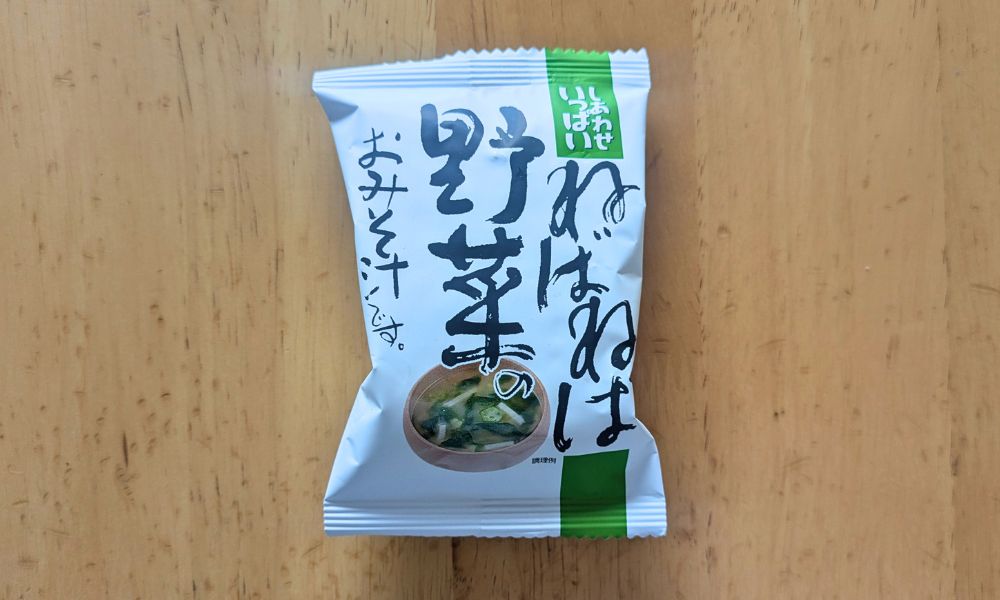 しあわせ
いっぱい
ねばねば
野菜の
おみそ汁です。
調理例